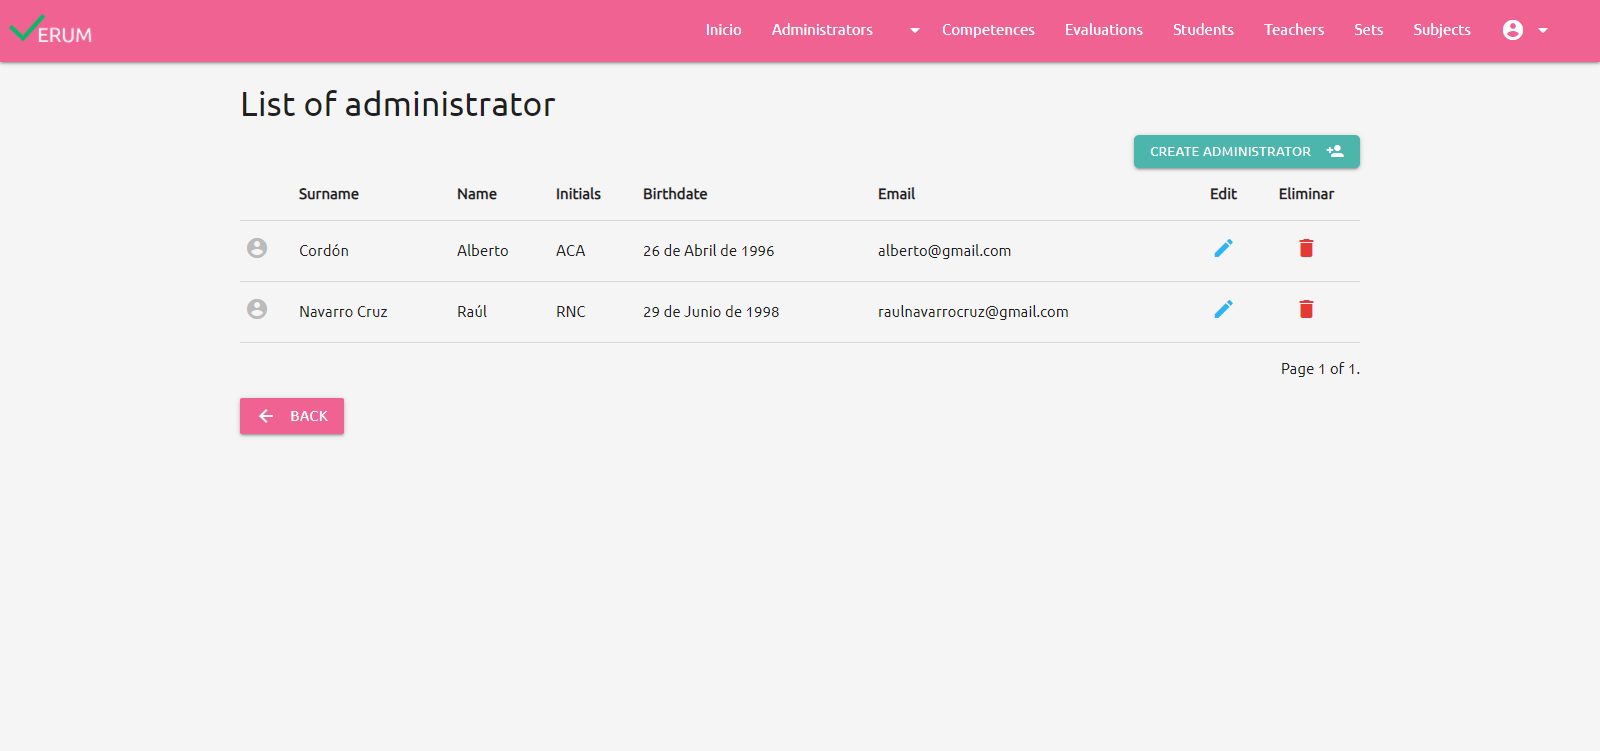 ERUM Inicio Administrators Competences Evaluations Students Teachers Sets Subjects
List of administrator
CREATE ADMINISTRATOR
Surname Name Initials Birthdate Email Edit Eliminar
Cordón Alberto ACA 26 de Abril de 1996 alberto@gmail.com
Navarro Cruz Raúl RNC 29 de Junio de 1998 raulnavarrocruz@gmail.com
Page 1 of 1.
BACK